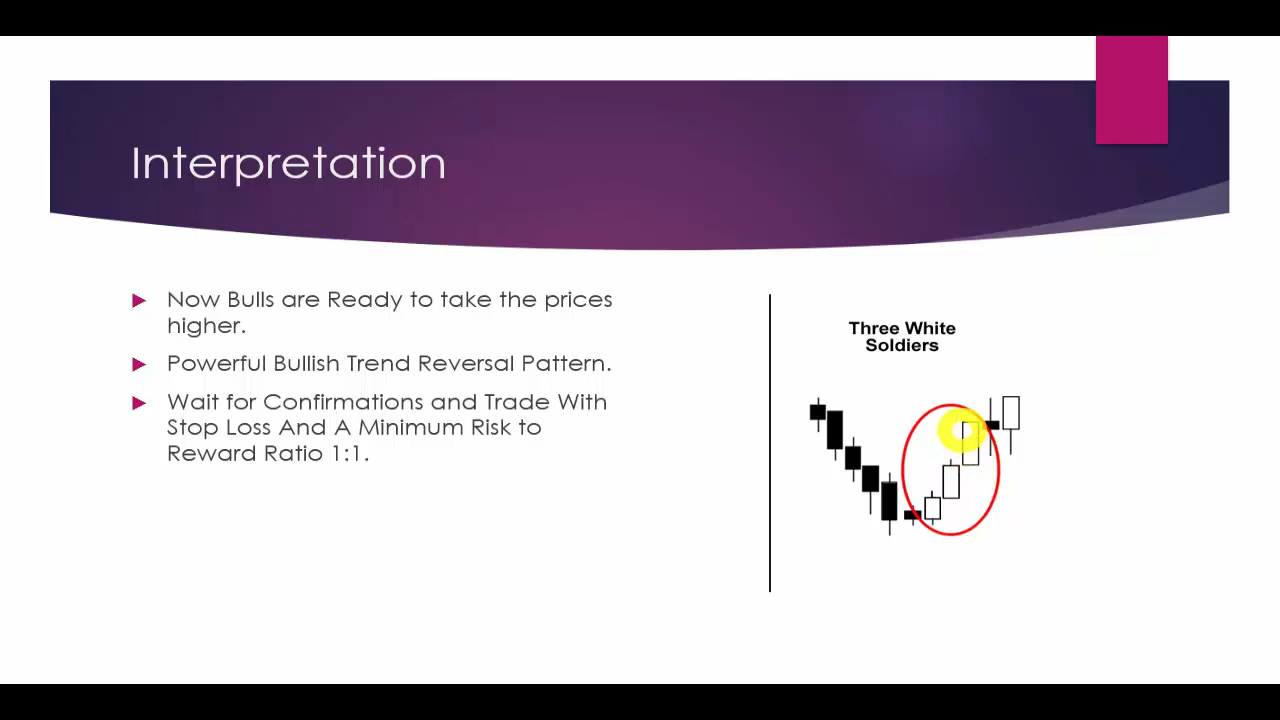 Interpretation
Now Bulls are Ready to take the prices
higher.
Powerful Bullish Trend Reversal Pattern.
Wait for Confirmations and Trade With
Stop Loss And A Minimum Risk to
Reward Ratio 1:1.
Three White
Soldiers